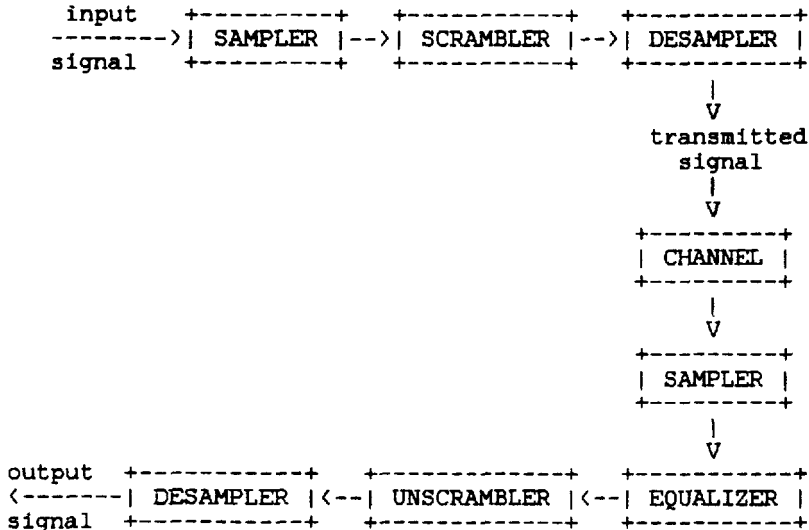 input +---------+ +-----------+ +-----------+
-------->| SAMPLER |-->| SCRAMBLER |-->| DESAMPLER |
signal +---------+ +-----------+ +-----------+
|
V
transmitted
signal
|
V
+---------+
| CHANNEL |
+---------+
|
V
+---------+
| SAMPLER |
+---------+
|
V
output +-----------+ +-------------+ +-----------+
<-------| DESAMPLER |<--| UNSCRAMBLER |<--| EQUALIZER |
signal +-----------+ +-------------+ +-----------+